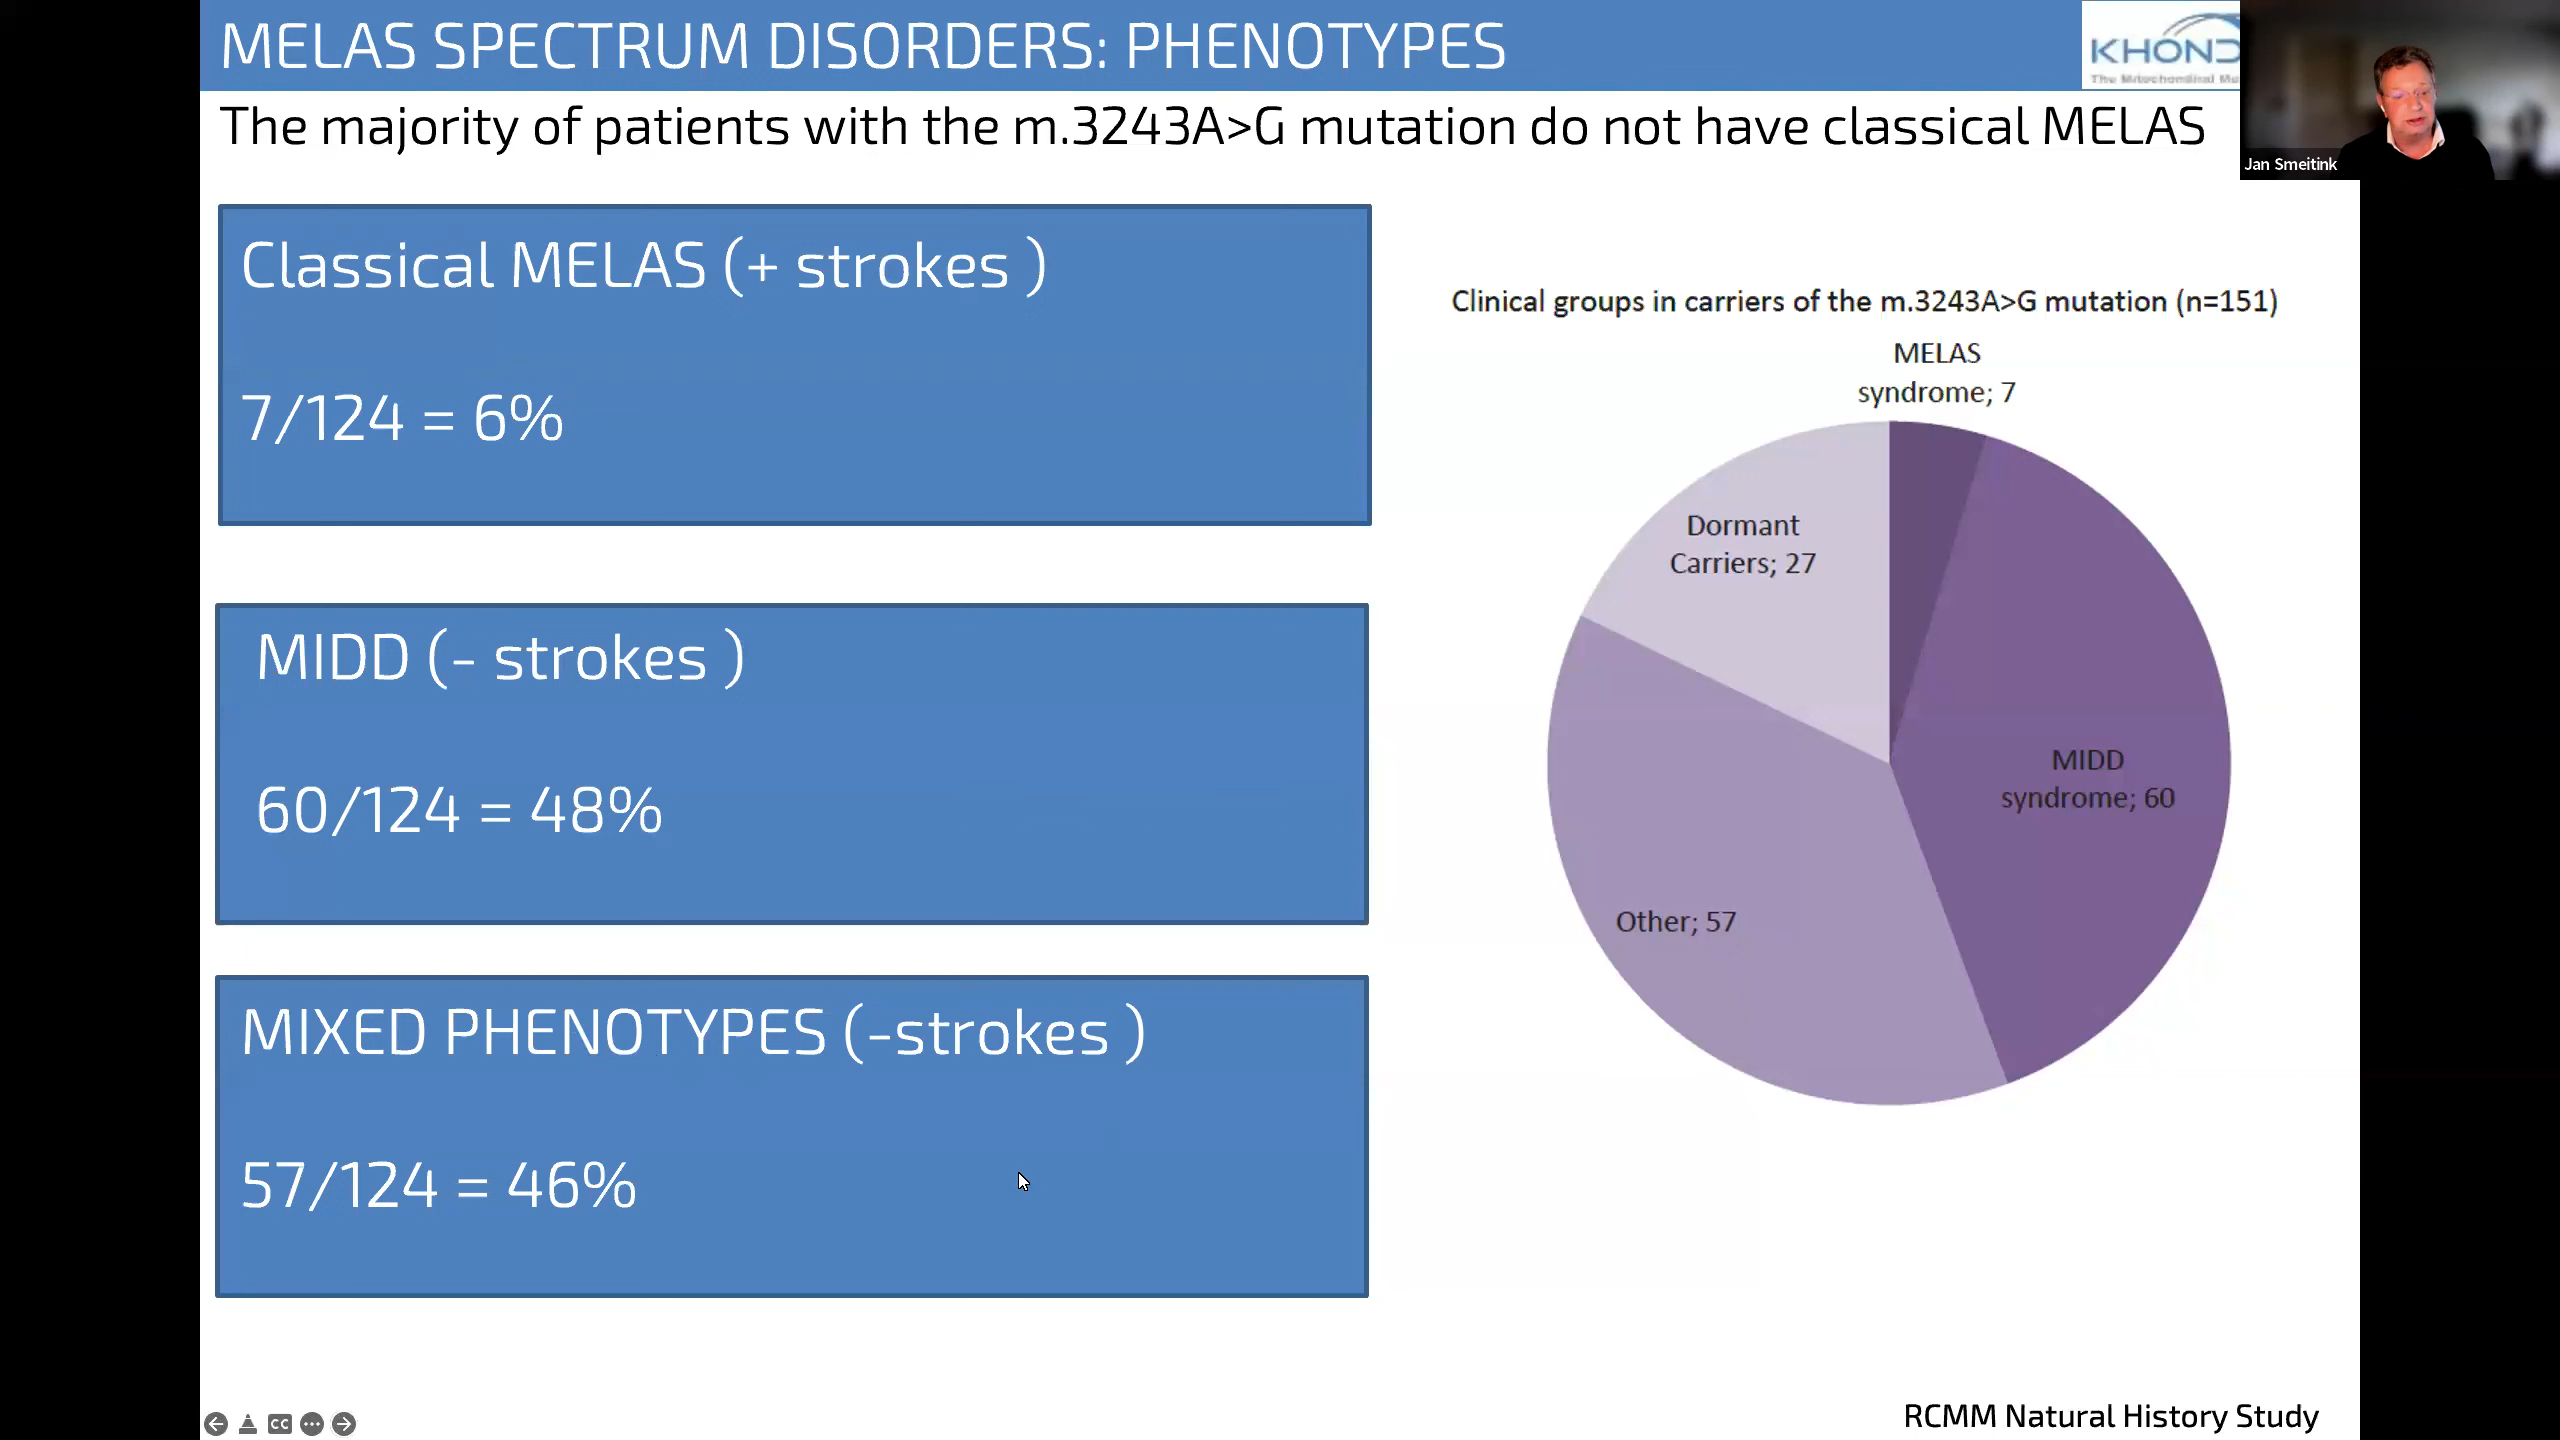 MELAS SPECTRUM DISORDERS: PHENOTYPES
The majority of patients with the m.3243A>G mutation do not have classical MELAS
Jan Smeitink
Classical MELAS (+ strokes )
7/124 = 6%
MIDD (- strokes )
60/124 = 48%
MIXED PHENOTYPES (-strokes )
57/124 = 46%
Clinical groups in carriers of the m.3243A>G mutation (n=151)
MELAS
syndrome; 7
Dormant
Carriers; 27
MIDD
syndrome; 60
Other; 57
CC
RCMM Natural History Study